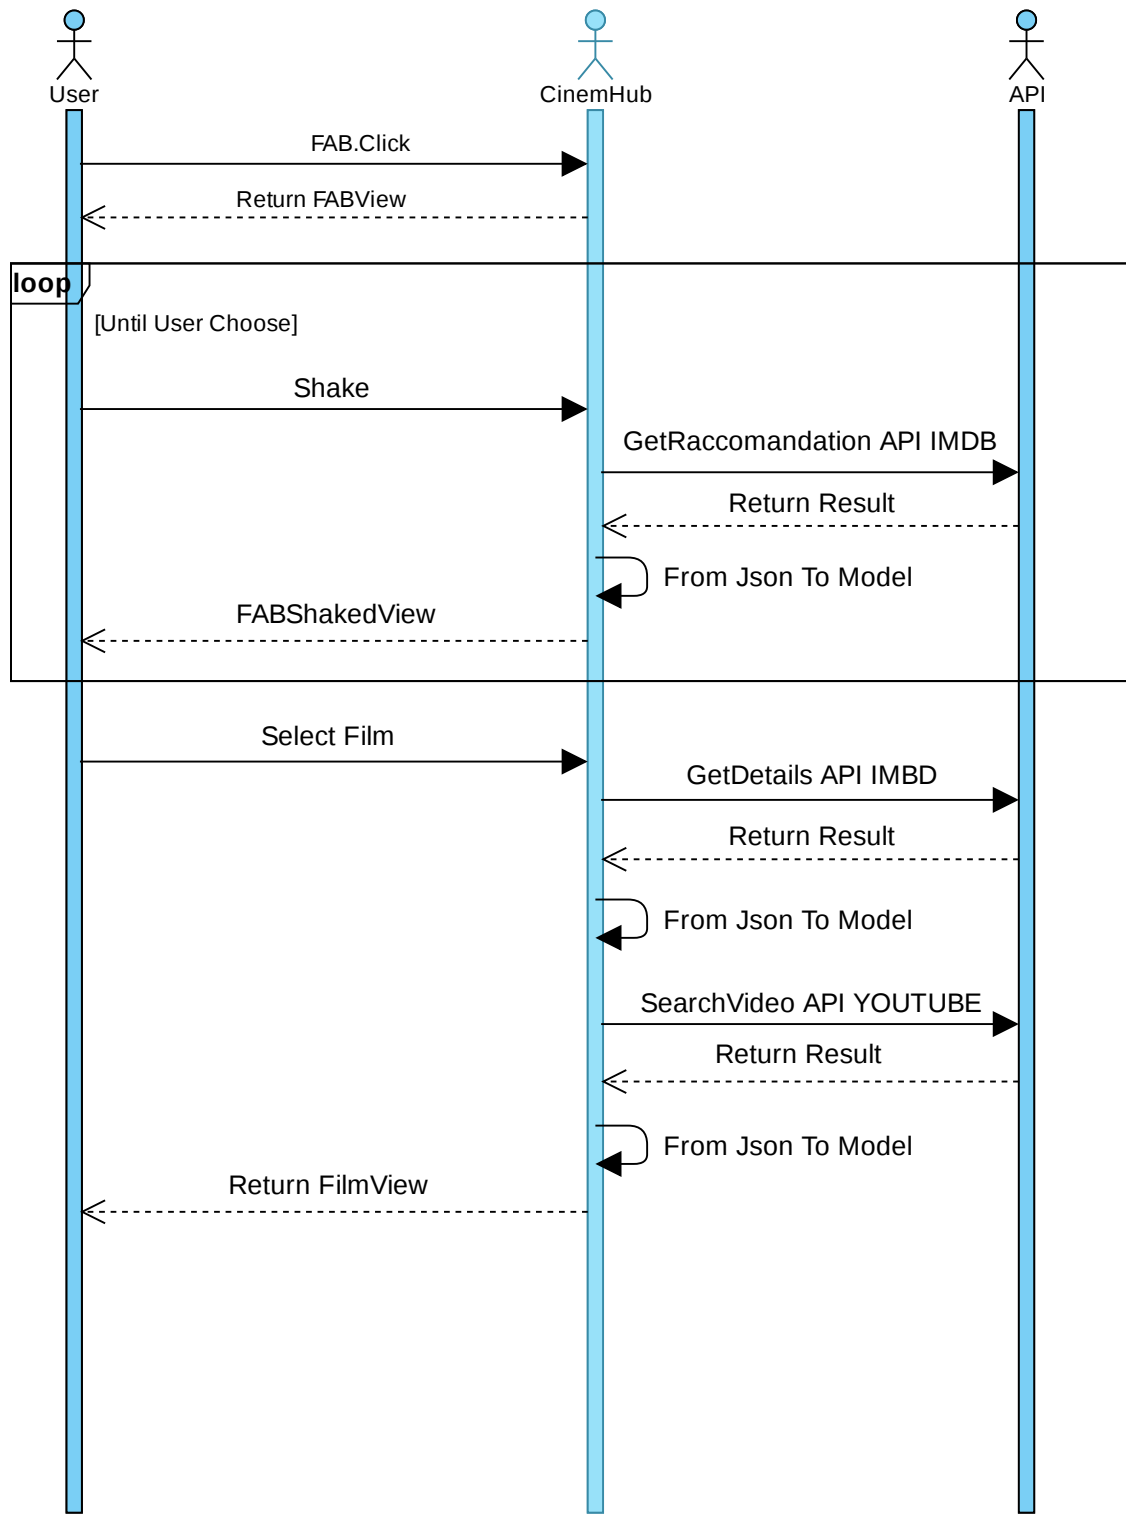 User
CinemHub
API
FAB.Click
Return FABView
loop
[Until User Choose]
Shake
GetRaccomandation API IMDB
Return Result
From Json To Model
FABShakedView
Select Film
GetDetails API IMBD
Return Result
From Json To Model
SearchVideo API YOUTUBE
Return Result
From Json To Model
Return FilmView